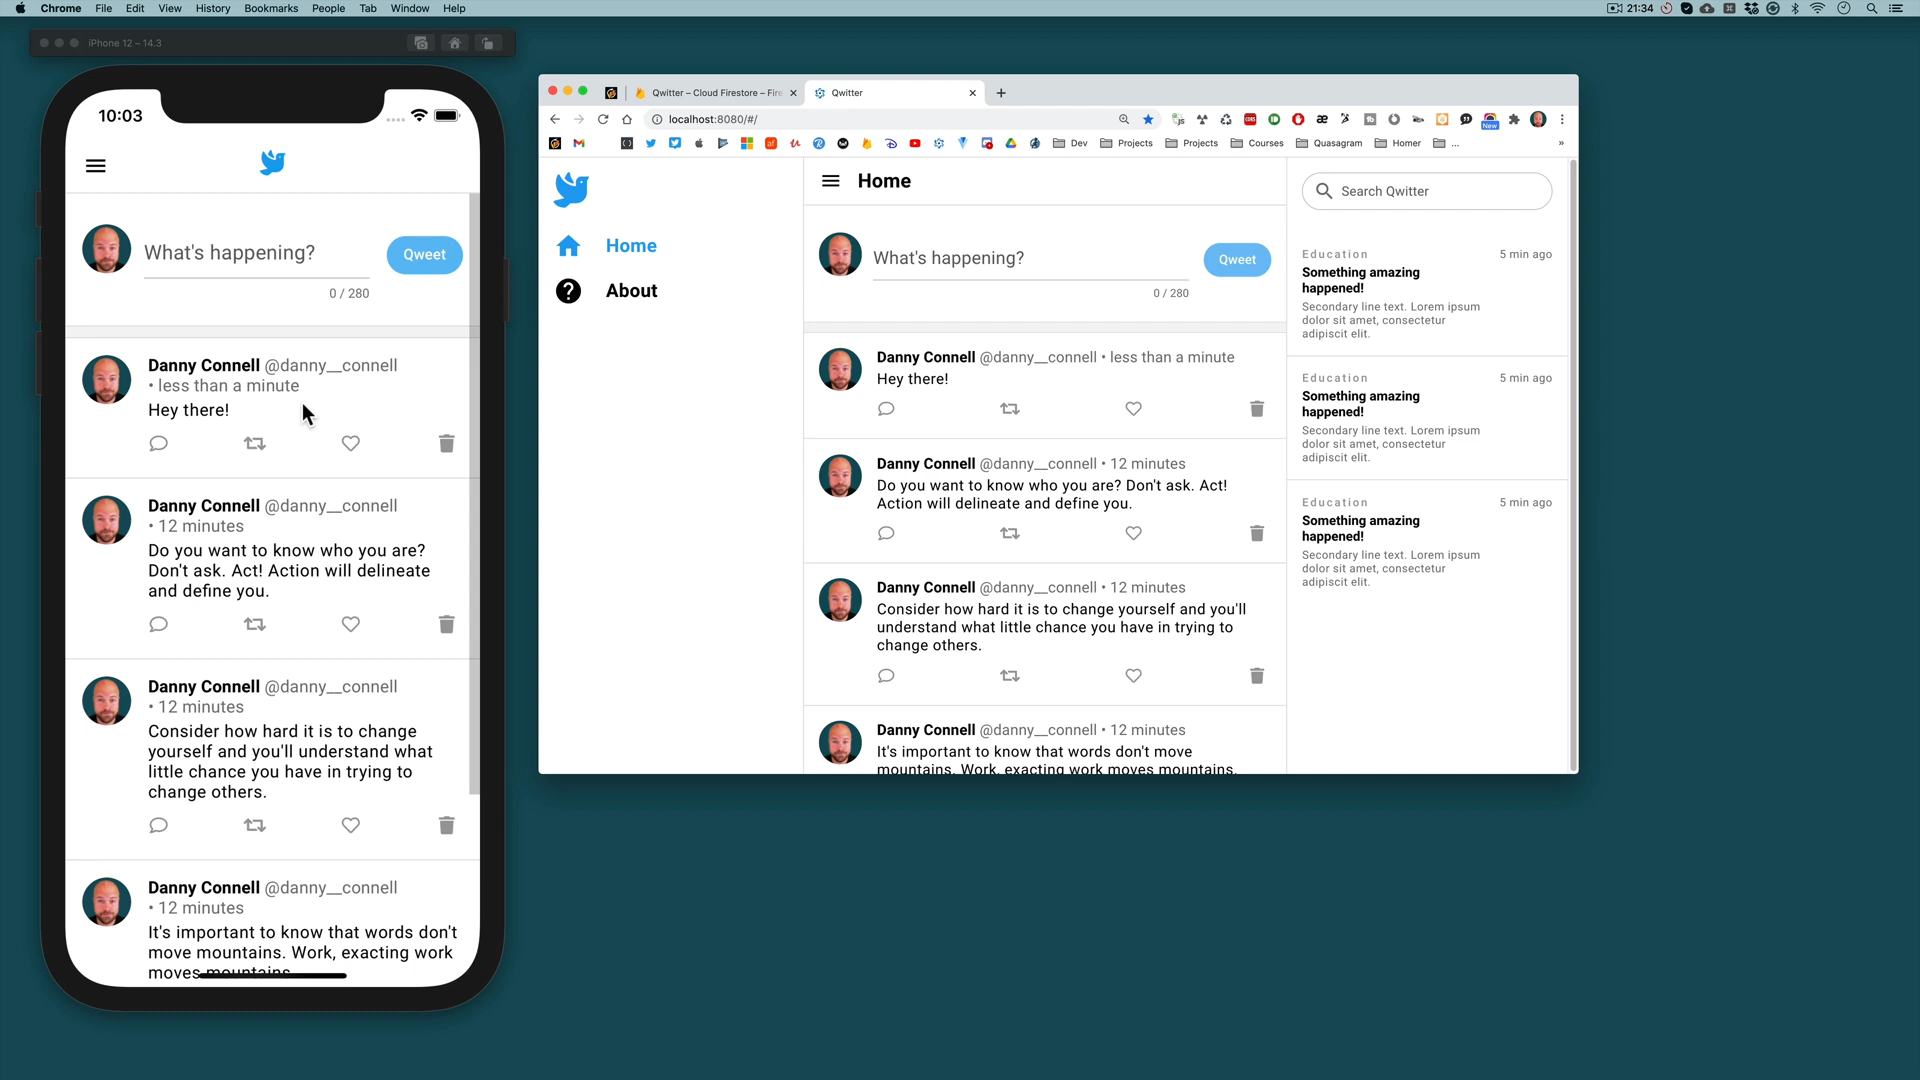 Chrome File Edit View History Bookmarks People Tab Window Help
21:34
iPhone 12 – 14.3
10:03
What's happening?
Qweet
0 / 280
Danny Connell @danny__connell
• less than a minute
Hey there!
Danny Connell @danny__connell
• 12 minutes
Do you want to know who you are?
Don't ask. Act! Action will delineate
and define you.
Danny Connell @danny__connell
• 12 minutes
Consider how hard it is to change
yourself and you'll understand what
little chance you have in trying to
change others.
Danny Connell @danny__connell
• 12 minutes
It's important to know that words don't
move mountains. Work, exacting work
moves mountains.
Qwitter – Cloud Firestore – Fire
Qwitter
localhost:8080/#/
New
Dev
Projects
Projects
Courses
Quasagram
Homer
...
»
Home
About
Home
What's happening?
Qweet
0 / 280
Danny Connell @danny__connell • less than a minute
Hey there!
Danny Connell @danny__connell • 12 minutes
Do you want to know who you are? Don't ask. Act!
Action will delineate and define you.
Danny Connell @danny__connell • 12 minutes
Consider how hard it is to change yourself and you'll
understand what little chance you have in trying to
change others.
Danny Connell @danny__connell • 12 minutes
It's important to know that words don't move
mountains. Work, exacting work moves mountains.
Search Qwitter
Education
5 min ago
Something amazing
happened!
Secondary line text. Lorem ipsum
dolor sit amet, consectetur
adipiscit elit.
Education
5 min ago
Something amazing
happened!
Secondary line text. Lorem ipsum
dolor sit amet, consectetur
adipiscit elit.
Education
5 min ago
Something amazing
happened!
Secondary line text. Lorem ipsum
dolor sit amet, consectetur
adipiscit elit.